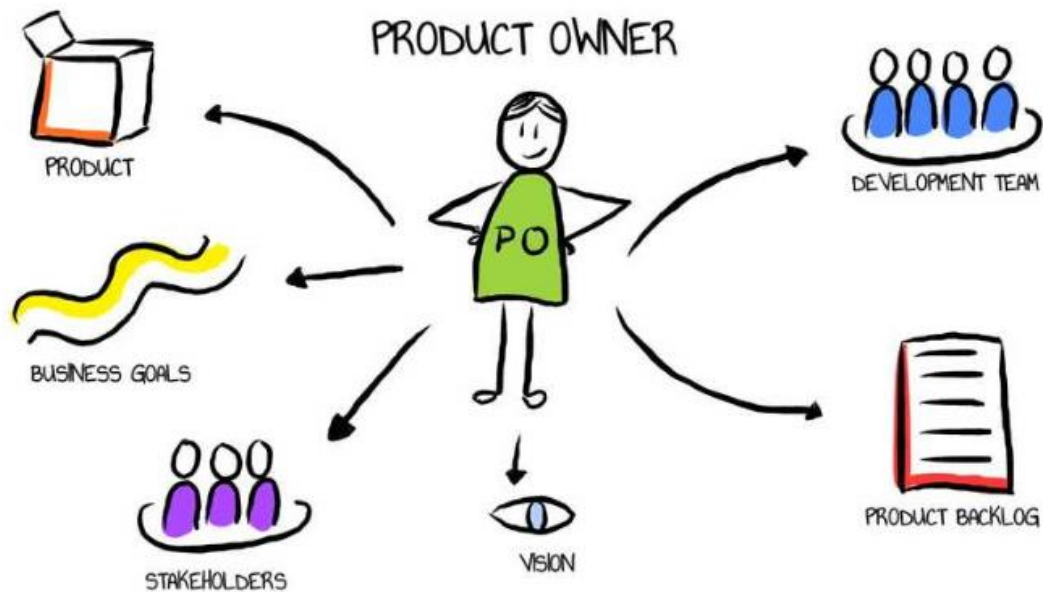 PRODUCT OWNER
PRODUCT
DEVELOPMENT TEAM
PO
BUSINESS GOALS
PRODUCT BACKLOG
VISION
STAKEHOLDERS